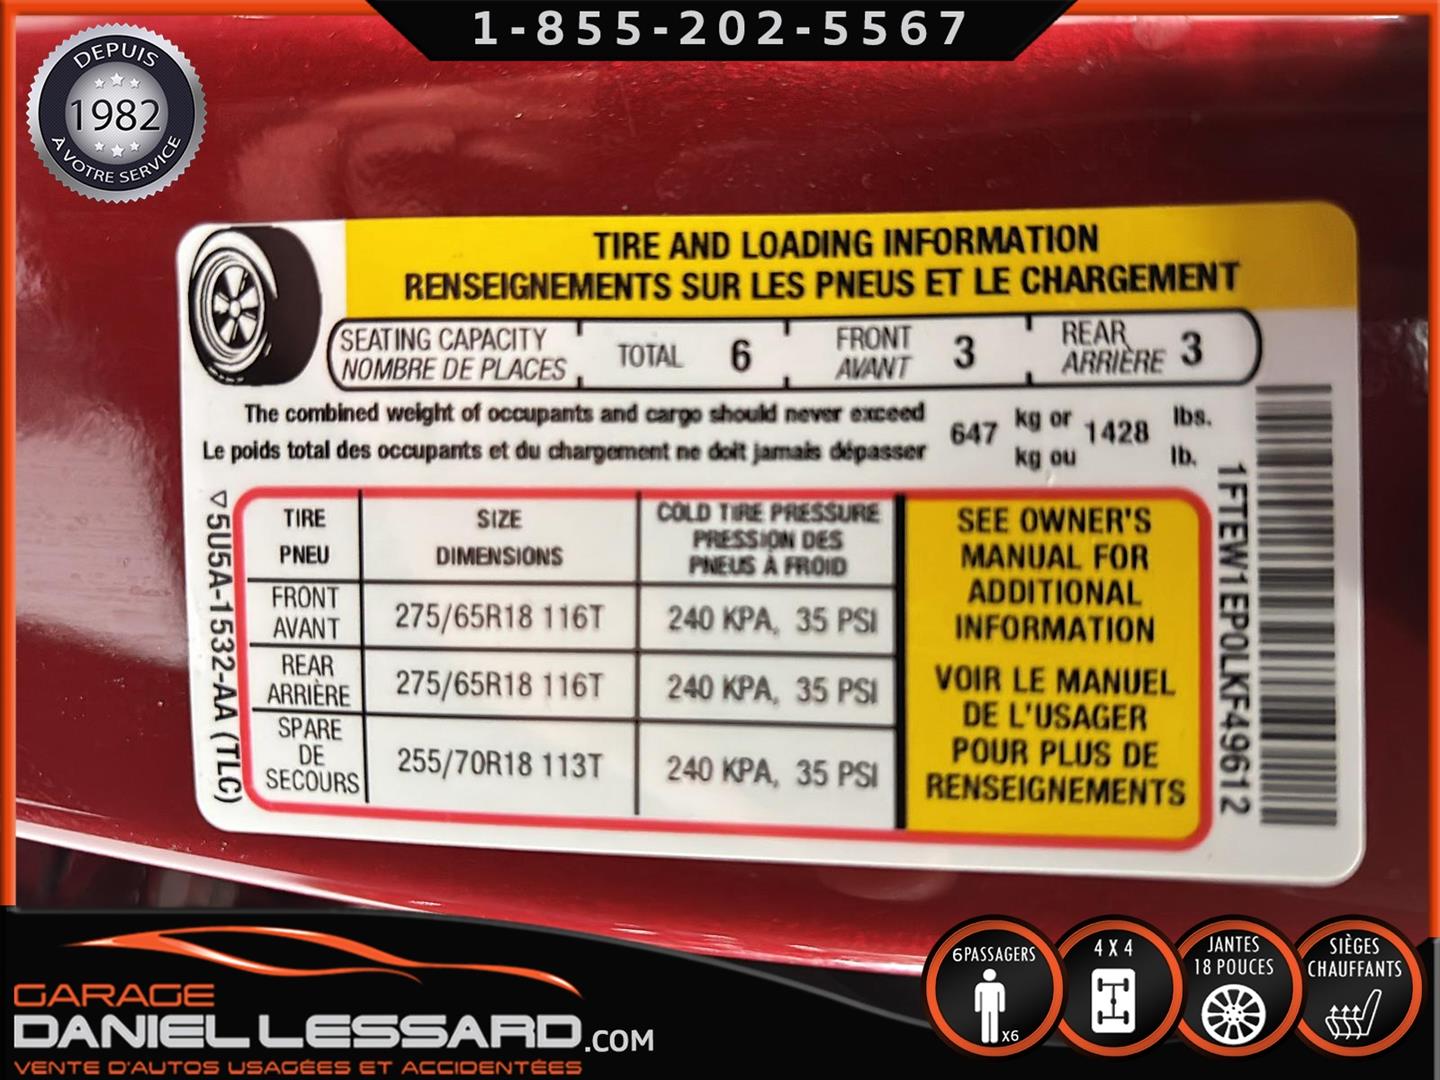 1-855-202-5567
DEPUIS
1982
À VOTRE SERVICE
TIRE AND LOADING INFORMATION
RENSEIGNEMENTS SUR LES PNEUS ET LE CHARGEMENT
SEATING CAPACITY
NOMBRE DE PLACES
TOTAL 6
FRONT
AVANT
3
REAR
ARRIÈRE
3
The combined weight of occupants and cargo should never exceed
Le poids total des occupants et du chargement ne doit jamais dépasser
647
kg or
kg ou
1428
lbs.
lb.
TIRE
PNEU
SIZE
DIMENSIONS
COLD TIRE PRESSURE
PRESSION DES
PNEUS À FROID
FRONT
AVANT
275/65R18 116T
240 KPA, 35 PSI
REAR
ARRIÈRE
275/65R18 116T
240 KPA, 35 PSI
SPARE
DE
SECOURS
255/70R18 113T
240 KPA, 35 PSI
SEE OWNER'S
MANUAL FOR
ADDITIONAL
INFORMATION
VOIR LE MANUEL
DE L'USAGER
POUR PLUS DE
RENSEIGNEMENTS
5U5A-1532-AA (TLC)
1FTEW1EP0LKF49612
GARAGE
DANIEL LESSARD.COM
VENTE D'AUTOS USAGÉES ET ACCIDENTÉES
6 PASSAGERS
X6
4 X 4
JANTES
18 POUCES
SIÈGES
CHAUFFANTS